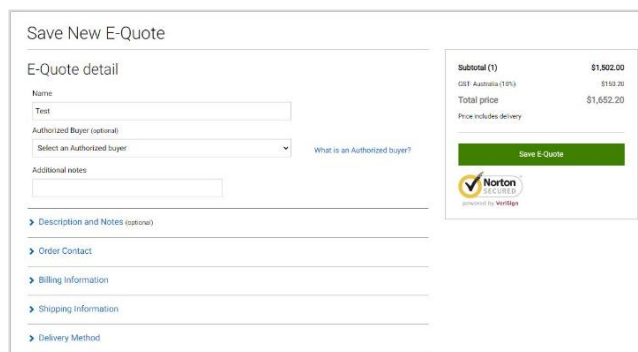 Save New E-Quote
E-Quote detail
Name
Test
Authorized Buyer (optional)
Select an Authorized buyer
What is an Authorized buyer?
Additional notes
Description and Notes (optional)
Order Contact
Billing Information
Shipping Information
Delivery Method
Subtotal (1) $1,502.00
GST- Australia (10%) $150.20
Total price $1,652.20
Price includes delivery
Save E-Quote
Norton
SECURED
powered by VeriSign